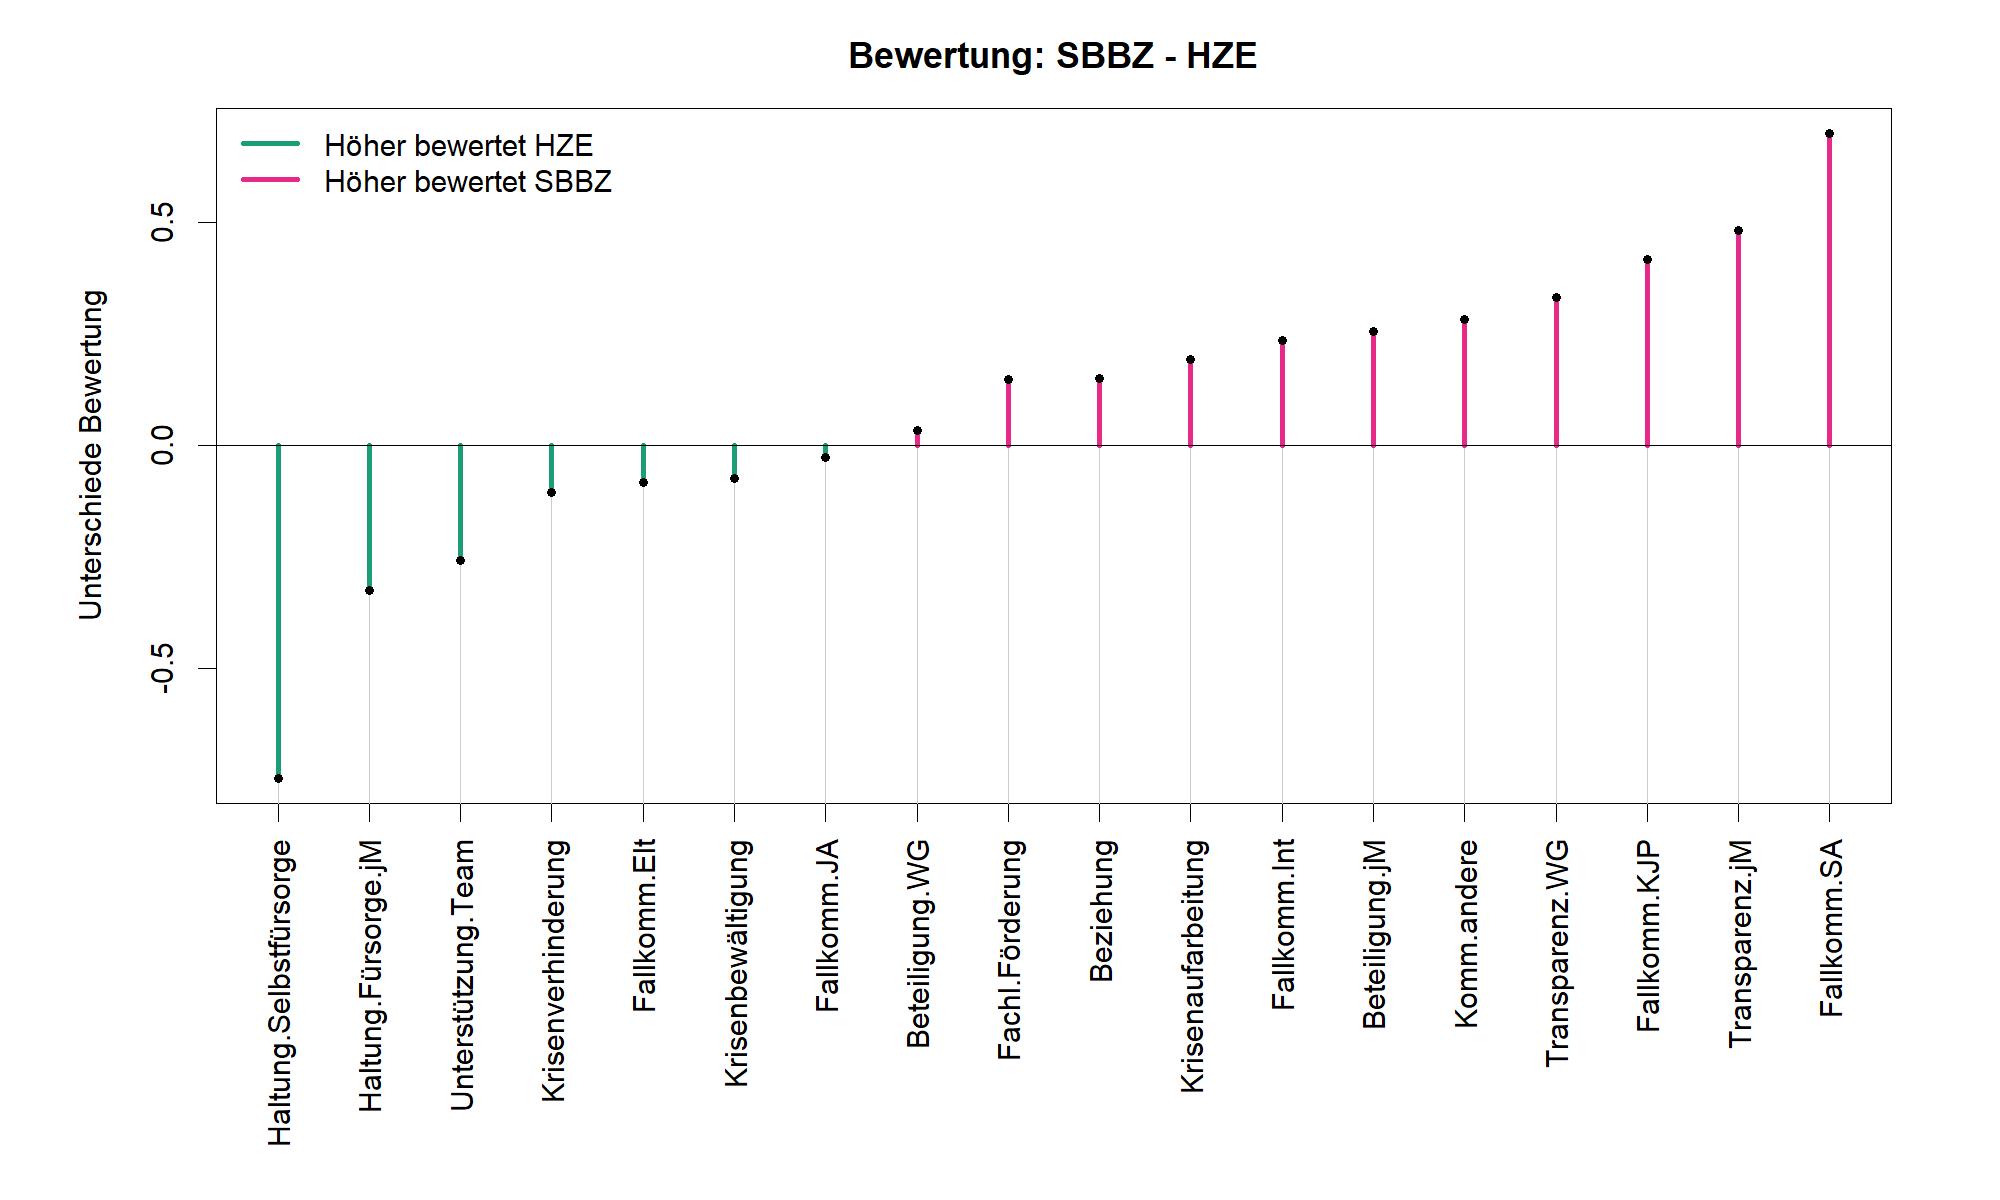 Bewertung: SBBZ - HZE
Höher bewertet HZE
Höher bewertet SBBZ
Unterschiede Bewertung
0.5
0.0
-0.5
Haltung.Selbstfürsorge
Haltung.Fürsorge.jM
Unterstützung.Team
Krisenverhinderung
Fallkomm.Elt
Krisenbewältigung
Fallkomm.JA
Beteiligung.WG
Fachl.Förderung
Beziehung
Krisenaufarbeitung
Fallkomm.Int
Beteiligung.jM
Komm.andere
Transparenz.WG
Fallkomm.KJP
Transparenz.jM
Fallkomm.SA